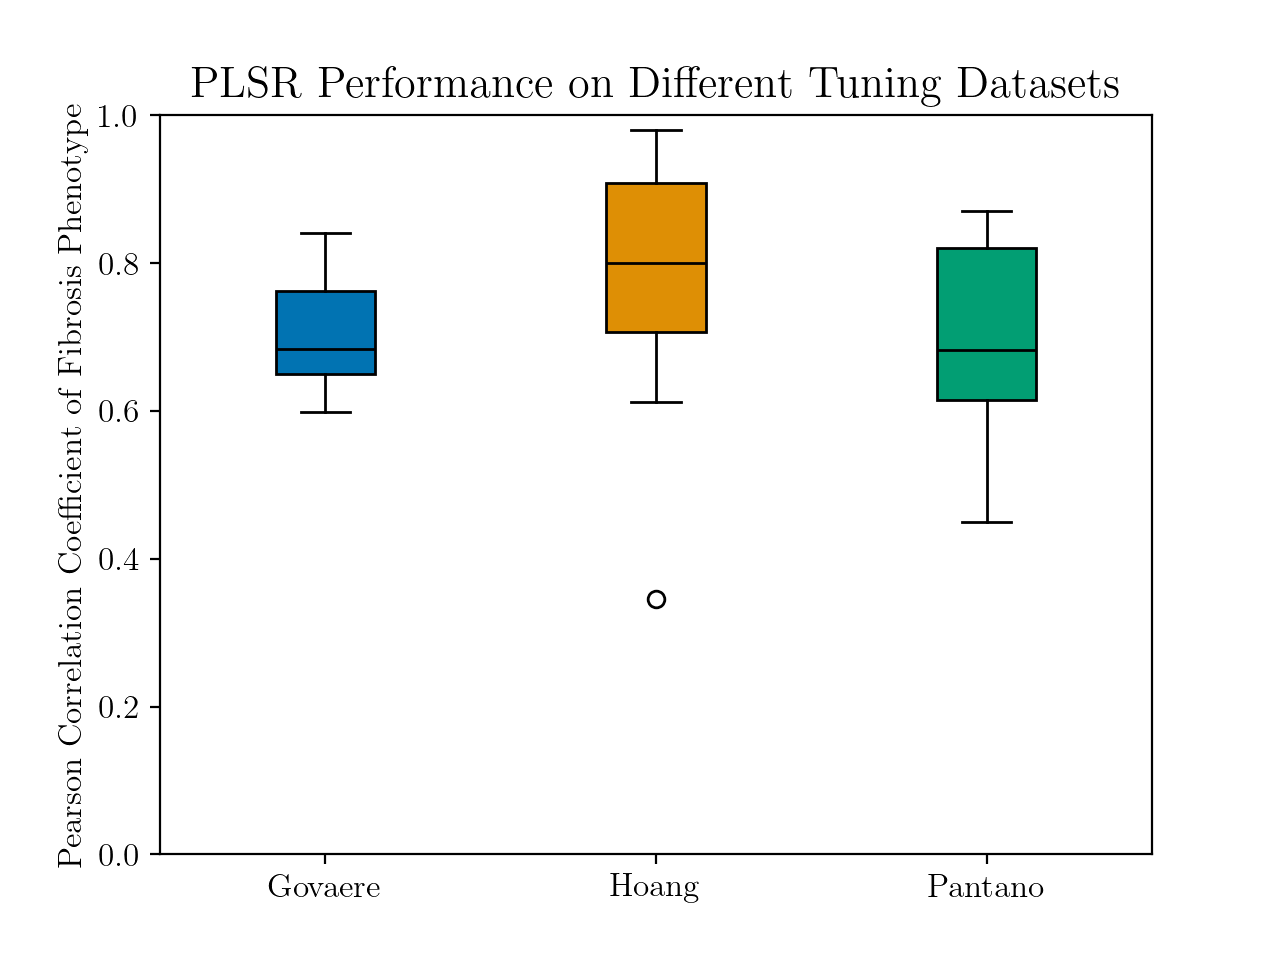 PLSR Performance on Different Tuning Datasets
Pearson Correlation Coefficient of Fibrosis Phenotype
1.0
0.8
0.6
0.4
0.2
0.0
Govaere
Hoang
Pantano